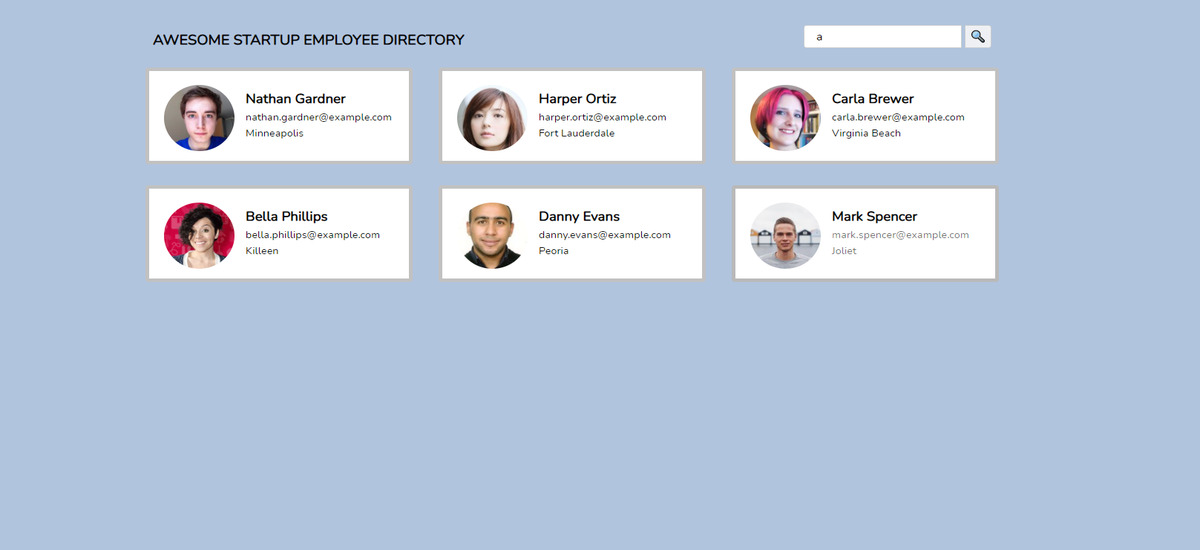 AWESOME STARTUP EMPLOYEE DIRECTORY
a
Nathan Gardner
nathan.gardner@example.com
Minneapolis
Harper Ortiz
harper.ortiz@example.com
Fort Lauderdale
Carla Brewer
carla.brewer@example.com
Virginia Beach
Bella Phillips
bella.phillips@example.com
Killeen
Danny Evans
danny.evans@example.com
Peoria
Mark Spencer
mark.spencer@example.com
Joliet